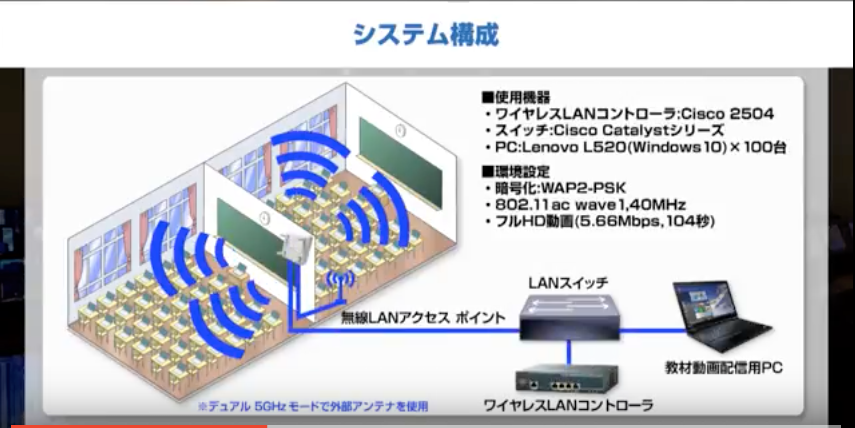 システム構成
■使用機器
・ワイヤレスLANコントローラ:Cisco 2504
・スイッチ:Cisco Catalystシリーズ
・PC:Lenovo L520(Windows10)×100台
■環境設定
・暗号化:WAP2-PSK
・802.11ac wave1,40MHz
・フルHD動画(5.66Mbps,104秒)
LANスイッチ
無線LANアクセス ポイント
教材動画配信用PC
※デュアル 5GHzモードで外部アンテナを使用
ワイヤレスLANコントローラ